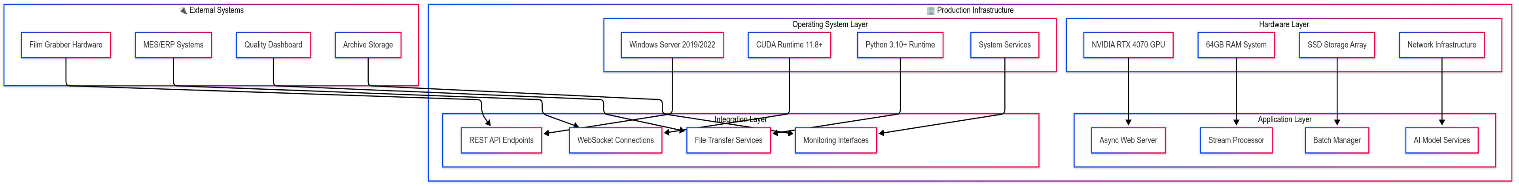 🔌 External Systems
Film Grabber Hardware
MES/ERP Systems
Quality Dashboard
Archive Storage
🏢 Production Infrastructure
Operating System Layer
Windows Server 2019/2022
CUDA Runtime 11.8+
Python 3.10+ Runtime
System Services
Hardware Layer
NVIDIA RTX 4070 GPU
64GB RAM System
SSD Storage Array
Network Infrastructure
Integration Layer
REST API Endpoints
WebSocket Connections
File Transfer Services
Monitoring Interfaces
Application Layer
Async Web Server
Stream Processor
Batch Manager
AI Model Services